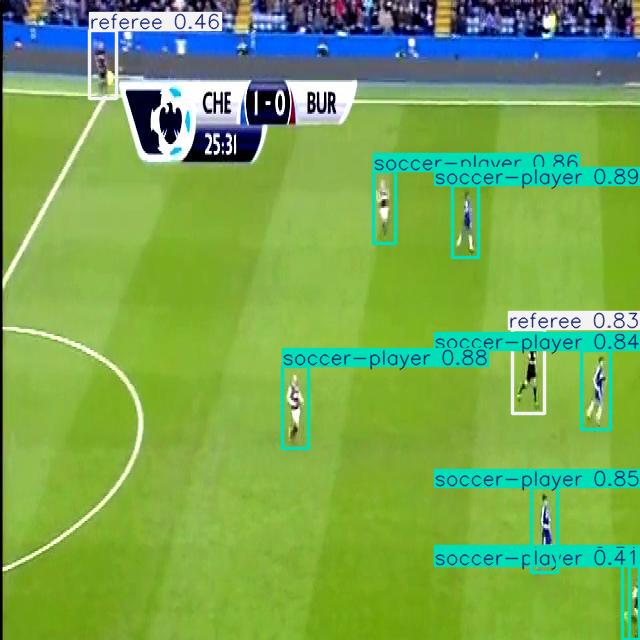 referee 0.46
CHE 1-0 BUR
25:31
soccer-player 0.86
soccer-player 0.89
referee 0.83
soccer-player 0.84
soccer-player 0.88
soccer-player 0.85
soccer-player 0.41